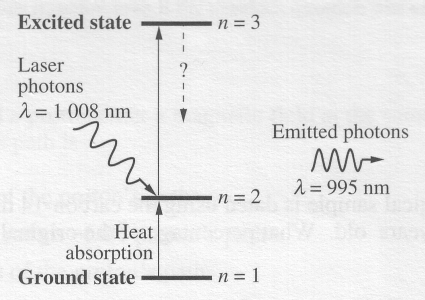 Excited state
n = 3
Laser
photons
λ = 1 008 nm
?
Emitted photons
λ = 995 nm
n = 2
Heat
absorption
Ground state
n = 1